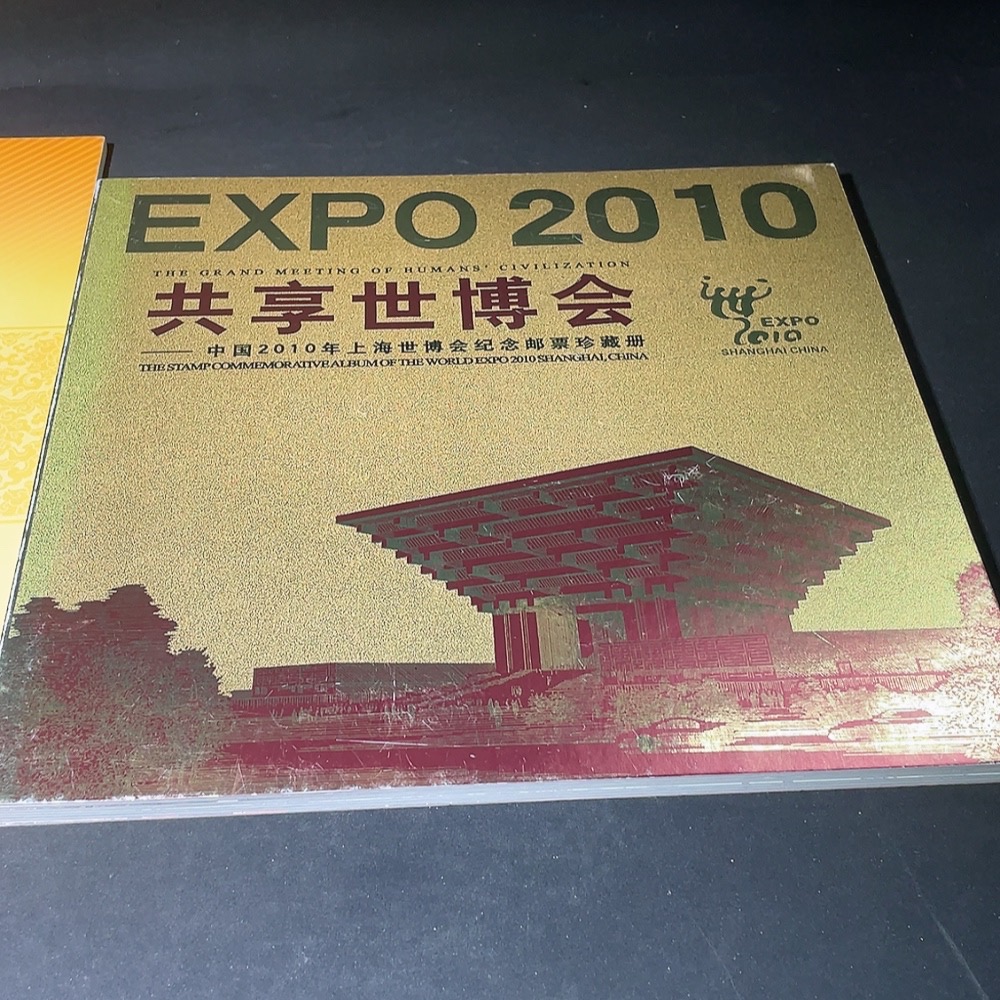 EXPO 2010
THE GRAND MEETING OF HUMANS' CIVILIZATION
共享世博会
—— 中国2010年上海世博会纪念邮票珍藏册
THE STAMP COMMEMORATIVE ALBUM OF THE WORLD EXPO 2010 SHANGHAI, CHINA
EXPO
2010
SHANGHAI CHINA